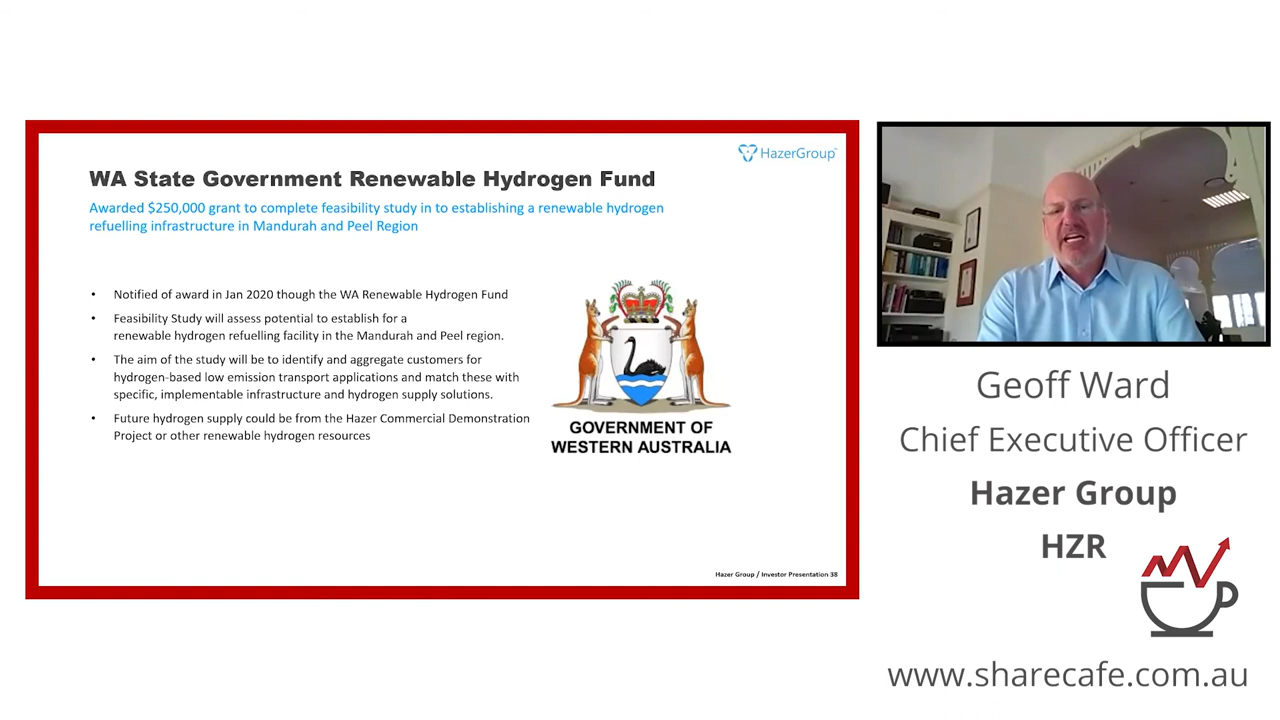 HazerGroup
WA State Government Renewable Hydrogen Fund
Awarded $250,000 grant to complete feasibility study in to establishing a renewable hydrogen
refuelling infrastructure in Mandurah and Peel Region
• Notified of award in Jan 2020 though the WA Renewable Hydrogen Fund
• Feasibility Study will assess potential to establish for a
renewable hydrogen refuelling facility in the Mandurah and Peel region.
• The aim of the study will be to identify and aggregate customers for
hydrogen-based low emission transport applications and match these with
specific, implementable infrastructure and hydrogen supply solutions.
• Future hydrogen supply could be from the Hazer Commercial Demonstration
Project or other renewable hydrogen resources
GOVERNMENT OF
WESTERN AUSTRALIA
Hazer Group / Investor Presentation 38
Geoff Ward
Chief Executive Officer
Hazer Group
HZR
www.sharecafe.com.au